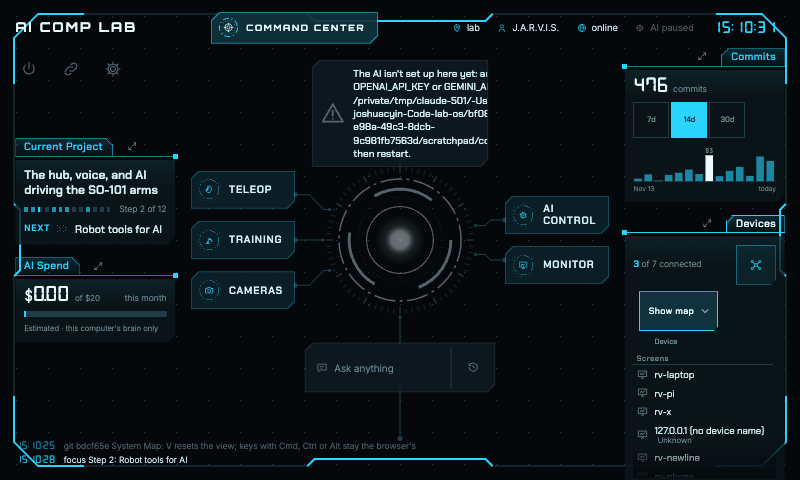 AI COMP LAB
COMMAND CENTER
lab
J.A.R.V.I.S.
online
AI paused
Commits
476 commits
7d
14d
30d
83
Nov 13
today
The AI isn't set up here yet:
OPENAI_API_KEY or
/private/tmp/claude-501/-Us
joshuacyin-Code-lab-os/bf08
e98a-49c3-8dcb-
9c981fb7563d/scratchpad/co
then restart.
Current Project
The hub, voice, and AI
driving the SO-101 arms
Step 2 of 12
NEXT
Robot tools for AI
AI Spend
$0.00 of $20
this month
Estimated · this computer's brain only
TELEOP
TRAINING
CAMERAS
AI
CONTROL
MONITOR
Ask anything
Devices
3 of 7 connected
Show map
Device
Screens
rv-laptop
rv-pi
rv-x
127.0.0.1 (no device name)
Unknown
rv-newline
rv-phone
15:10:25 git bdcf65e System Map: V resets the view; keys with Cmd, Ctrl or Alt stay the browser's
15:10:28 focus Step 2: Robot tools for AI